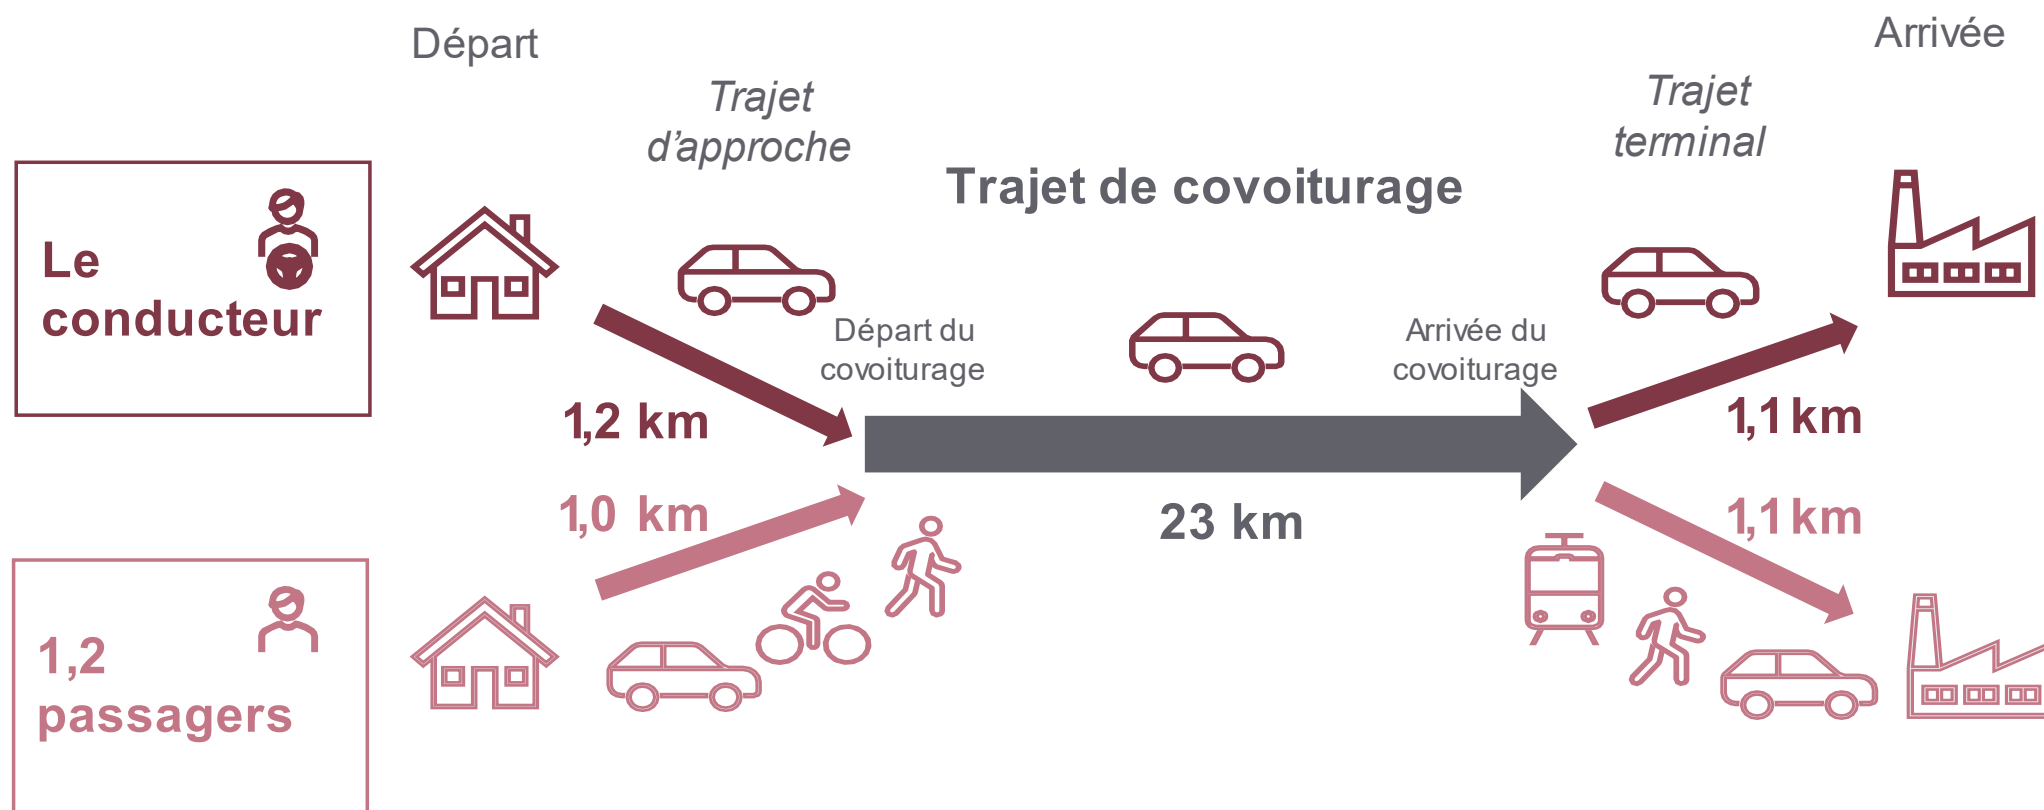 Départ
Arrivée
Trajet
d’approche
Trajet
terminal
Trajet de covoiturage
Le
conducteur
Départ du
covoiturage
Arrivée du
covoiturage
1,2 km
1,1 km
1,0 km
23 km
1,1 km
1,2
passagers